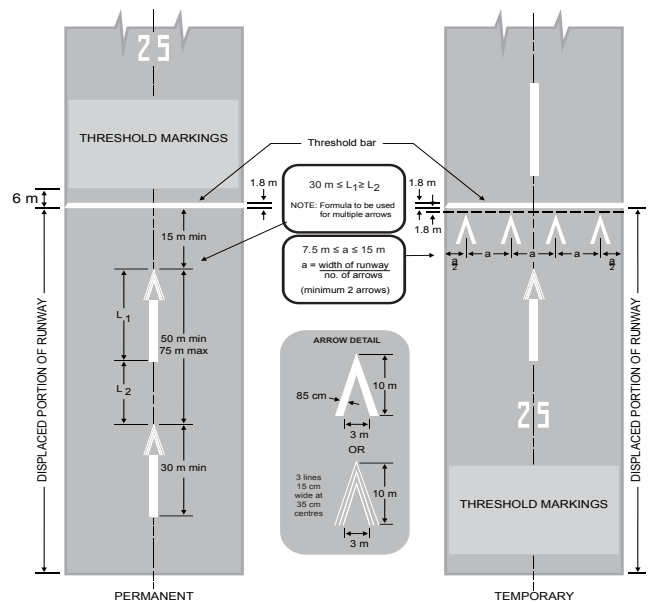 25
THRESHOLD MARKINGS
6 m
Threshold bar
1.8 m
30 m ≤ L1 ≥ L2
NOTE: Formula to be used
for multiple arrows
1.8 m
1.8 m
15 m min
7.5 m ≤ a ≤ 15 m
a = width of runway
no. of arrows
(minimum 2 arrows)
a/2
a
a
a
a/2
DISPLACED PORTION OF RUNWAY
L1
L2
50 m min
75 m max
30 m min
ARROW DETAIL
10 m
85 cm
3 m
OR
3 lines
15 cm
wide at
35 cm
centres
10 m
3 m
25
THRESHOLD MARKINGS
DISPLACED PORTION OF RUNWAY
PERMANENT
TEMPORARY